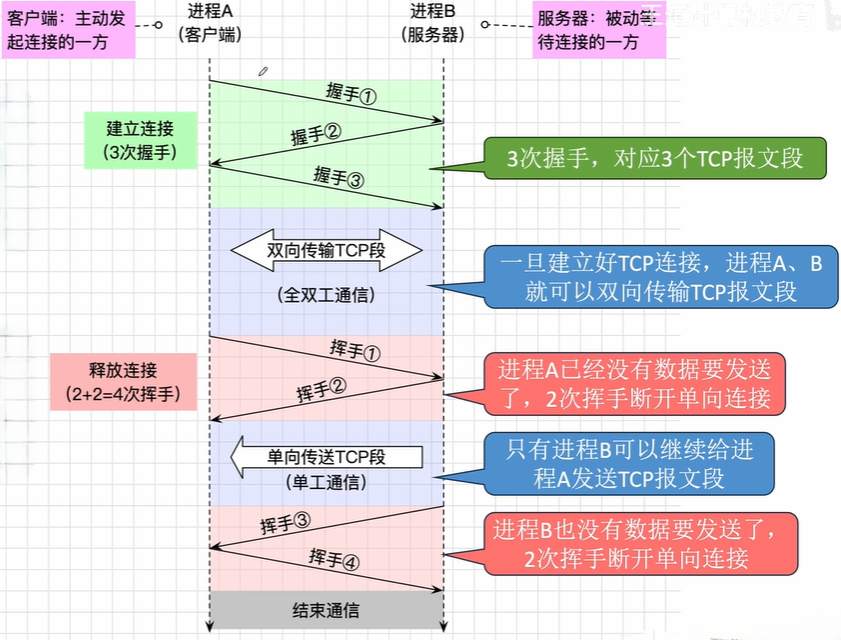 客户端：主动发
起连接的一方
进程A
(客户端)
进程B
(服务器)
服务器：被动等
待连接的一方
握手①
建立连接
(3次握手)
握手②
握手③
3次握手，对应3个TCP报文段
双向传输TCP段
(全双工通信)
一旦建立好TCP连接，进程A、B
就可以双向传输TCP报文段
挥手①
释放连接
(2+2=4次挥手)
挥手②
进程A已经没有数据要发送
了，2次挥手断开单向连接
单向传送TCP段
(单工通信)
只有进程B可以继续给进
程A发送TCP报文段
挥手③
挥手④
进程B也没有数据要发送了，
2次挥手断开单向连接
结束通信